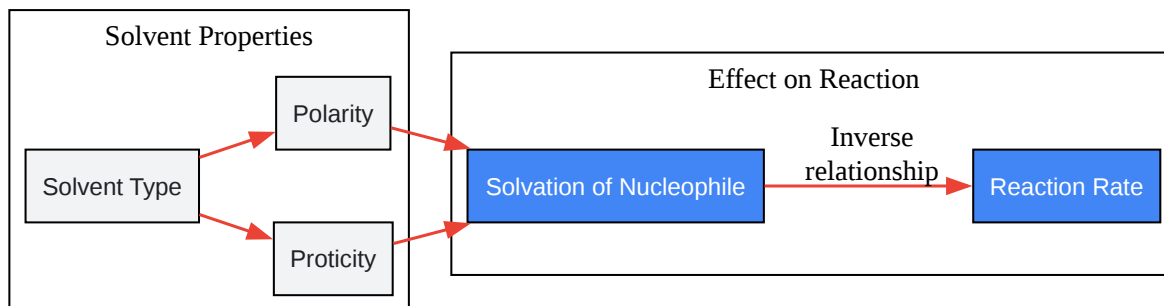 Solvent Properties
Effect on Reaction
Polarity
Solvent Type
Proticity
Solvation of Nucleophile
Inverse
relationship
Reaction Rate